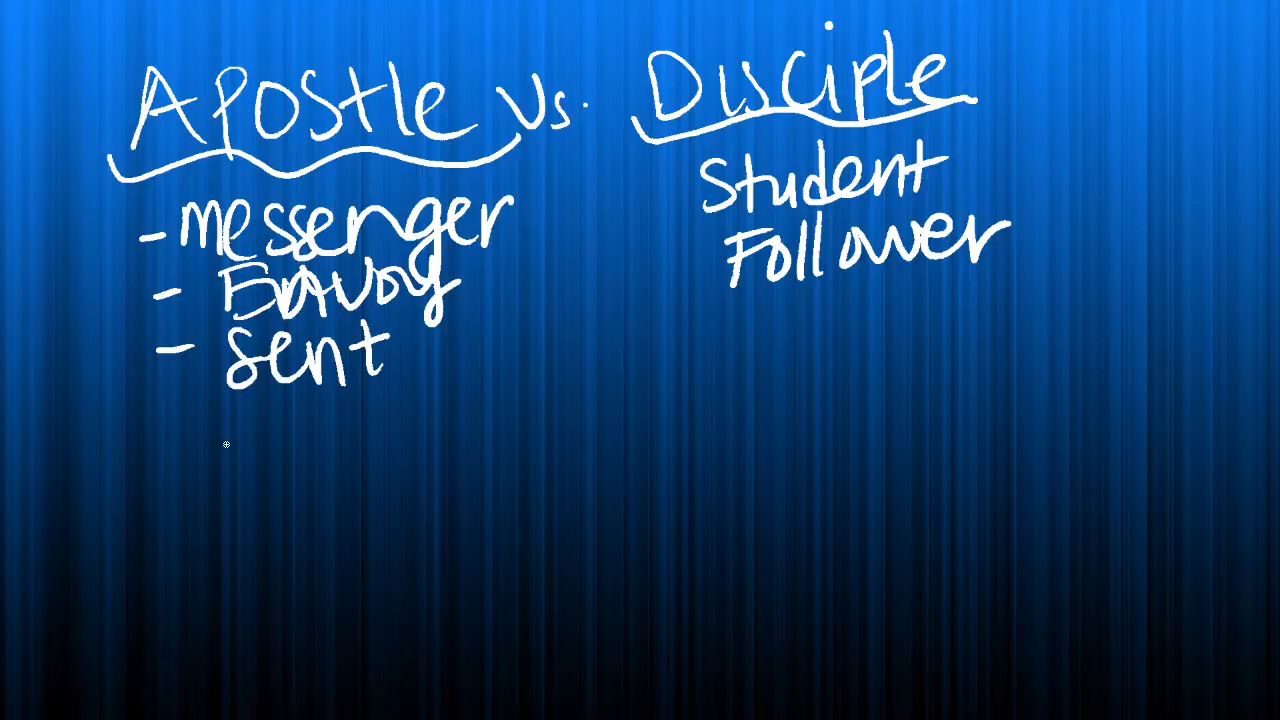 Apostle vs. Disciple
- messenger
- Envoy
- sent
Student
Follower